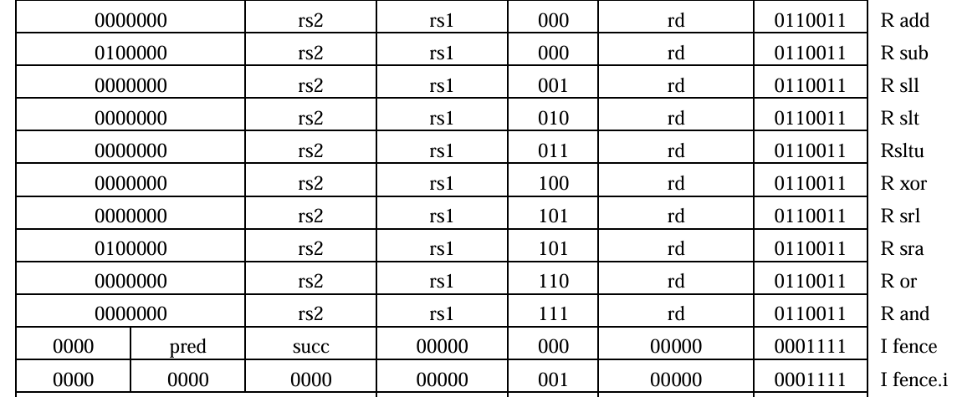 0000000 rs2 rs1 000 rd 0110011 R add
0100000 rs2 rs1 000 rd 0110011 R sub
0000000 rs2 rs1 001 rd 0110011 R sll
0000000 rs2 rs1 010 rd 0110011 R slt
0000000 rs2 rs1 011 rd 0110011 Rsltu
0000000 rs2 rs1 100 rd 0110011 R xor
0000000 rs2 rs1 101 rd 0110011 R srl
0100000 rs2 rs1 101 rd 0110011 R sra
0000000 rs2 rs1 110 rd 0110011 R or
0000000 rs2 rs1 111 rd 0110011 R and
0000 pred succ 00000 000 00000 0001111 I fence
0000 0000 0000 00000 001 00000 0001111 I fence.i